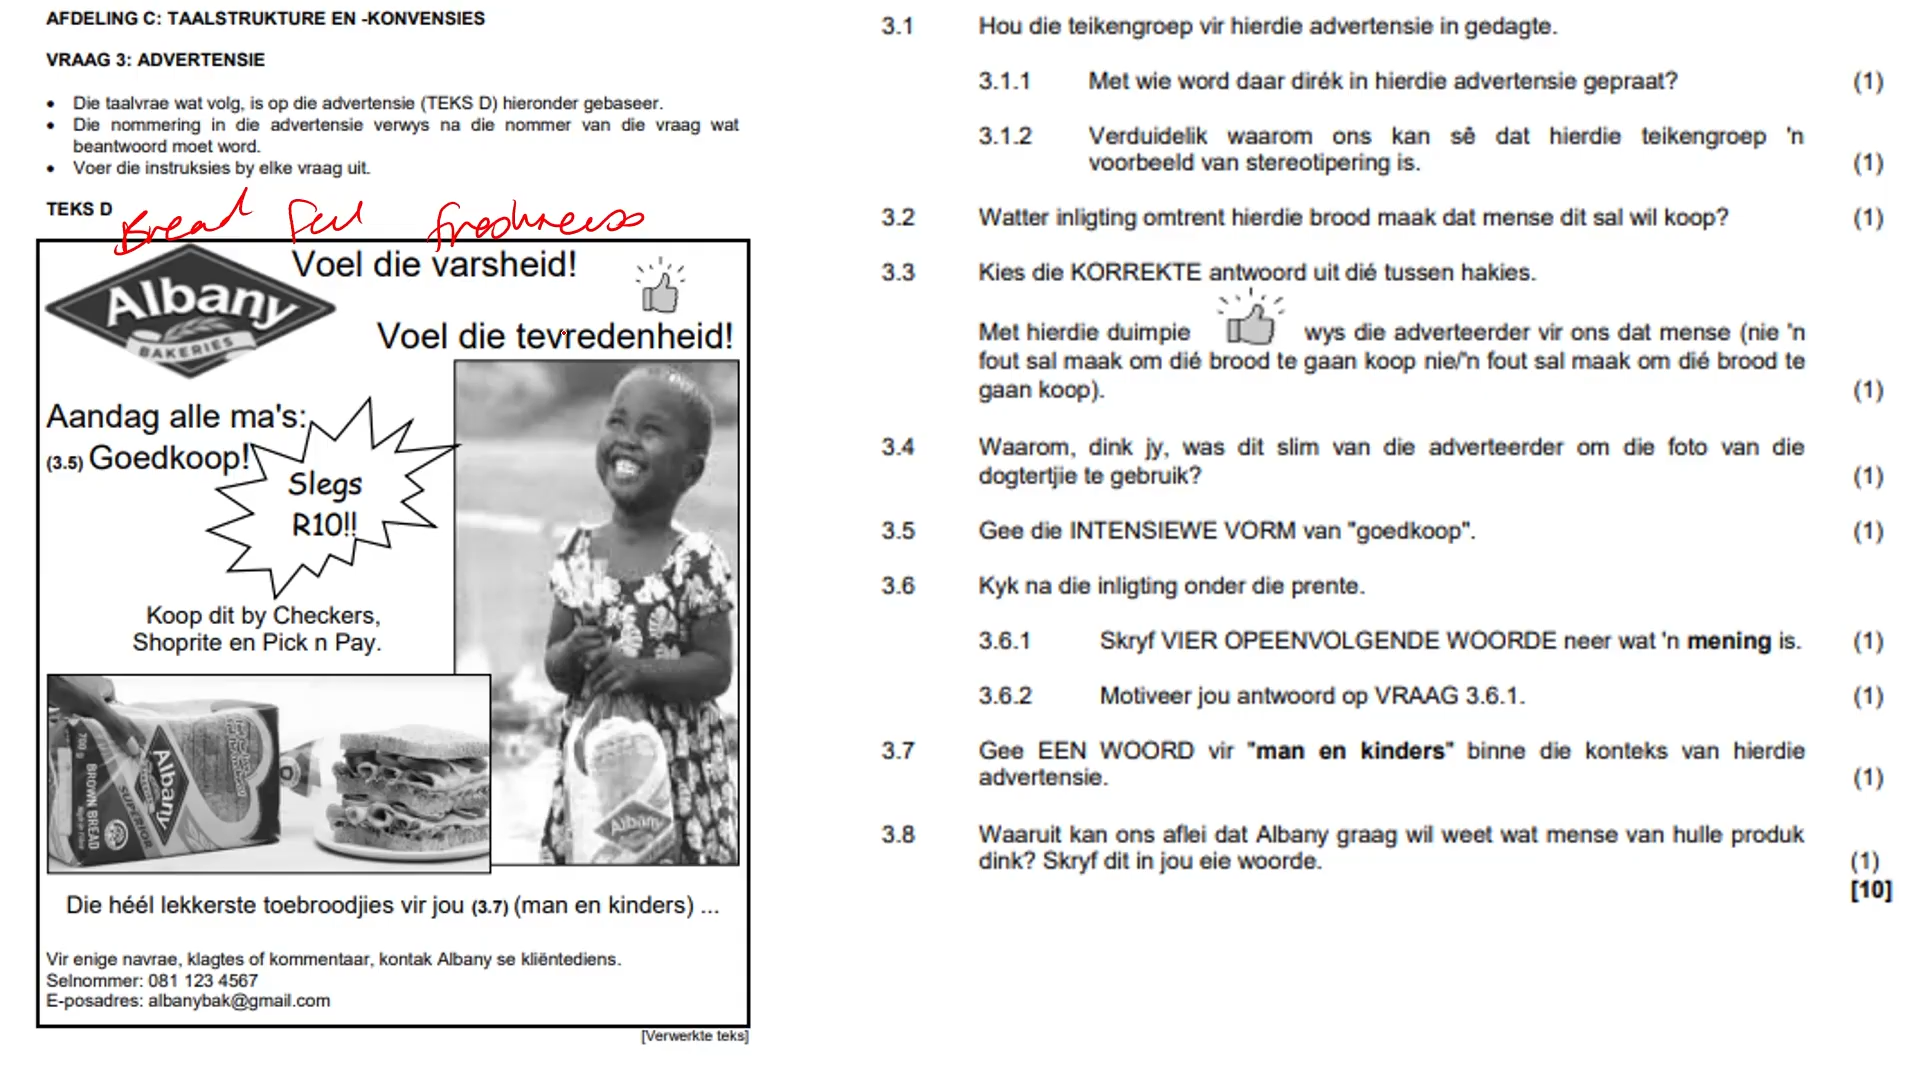 AFDELING C: TAALSTRUKTURE EN -KONVENSIES
VRAAG 3: ADVERTENSIE
• Die taalvrae wat volg, is op die advertensie (TEKS D) hieronder gebaseer.
• Die nommering in die advertensie verwys na die nommer van die vraag wat
beantwoord moet word.
• Voer die instruksies by elke vraag uit.
TEKS D
Bread Feel freshness
Albany
BAKERIES
Voel die varsheid!
Voel die tevredenheid!
Aandag alle ma's:
(3.5) Goedkoop!
Slegs
R10!!
Koop dit by Checkers,
Shoprite en Pick n Pay.
700 g
BROWN BREAD
Albany
SUPERIOR
Albany
Die héél lekkerste toebroodjies vir jou (3.7) (man en kinders) ...
Vir enige navrae, klagtes of kommentaar, kontak Albany se kliëntediens.
Selnommer: 081 123 4567
E-posadres: albanybak@gmail.com
[Verwerkte teks]
3.1 Hou die teikengroep vir hierdie advertensie in gedagte.
3.1.1 Met wie word daar dirék in hierdie advertensie gepraat? (1)
3.1.2 Verduidelik waarom ons kan sê dat hierdie teikengroep 'n
voorbeeld van stereotipering is. (1)
3.2 Watter inligting omtrent hierdie brood maak dat mense dit sal wil koop? (1)
3.3 Kies die KORREKTE antwoord uit dié tussen hakies.
Met hierdie duimpie wys die adverteerder vir ons dat mense (nie 'n
fout sal maak om dié brood te gaan koop nie/'n fout sal maak om dié brood te
gaan koop). (1)
3.4 Waarom, dink jy, was dit slim van die adverteerder om die foto van die
dogtertjie te gebruik? (1)
3.5 Gee die INTENSIEWE VORM van "goedkoop". (1)
3.6 Kyk na die inligting onder die prente.
3.6.1 Skryf VIER OPEENVOLGENDE WOORDE neer wat 'n mening is. (1)
3.6.2 Motiveer jou antwoord op VRAAG 3.6.1. (1)
3.7 Gee EEN WOORD vir "man en kinders" binne die konteks van hierdie
advertensie. (1)
3.8 Waaruit kan ons aflei dat Albany graag wil weet wat mense van hulle produk
dink? Skryf dit in jou eie woorde. (1)
[10]